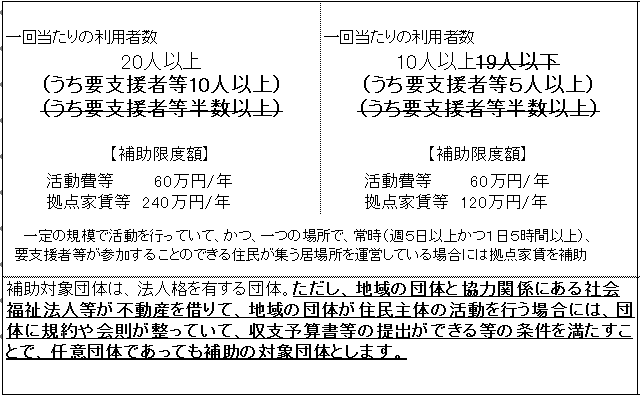 一回当たりの利用者数
20人以上
（うち要支援者等10人以上）
（うち要支援者等半数以上）
【補助限度額】
活動費等　60万円/年
拠点家賃等　240万円/年
一回当たりの利用者数
10人以上19人以下
（うち要支援者等５人以上）
（うち要支援者等半数以上）
【補助限度額】
活動費等　60万円/年
拠点家賃等　120万円/年
一定の規模で活動を行っていて、かつ、一つの場所で、常時（週５日以上かつ１日５時間以上）、
要支援者等が参加することのできる住民が集う居場所を運営している場合には拠点家賃を補助
補助対象団体は、法人格を有する団体。ただし、地域の団体と協力関係にある社会
福祉法人等が不動産を借りて、地域の団体が住民主体の活動を行う場合には、団
体に規約や会則が整っていて、収支予算書等の提出ができる等の条件を満たすこ
とで、任意団体であっても補助の対象団体とします。